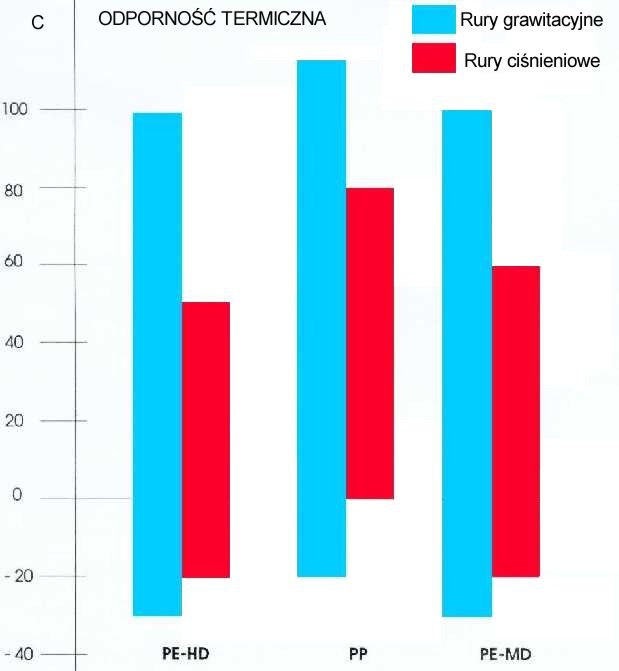 C
ODPORNOŚĆ TERMICZNA
Rury grawitacyjne
Rury ciśnieniowe
100
80
60
40
20
0
- 20
- 40
PE-HD PP PE-MD